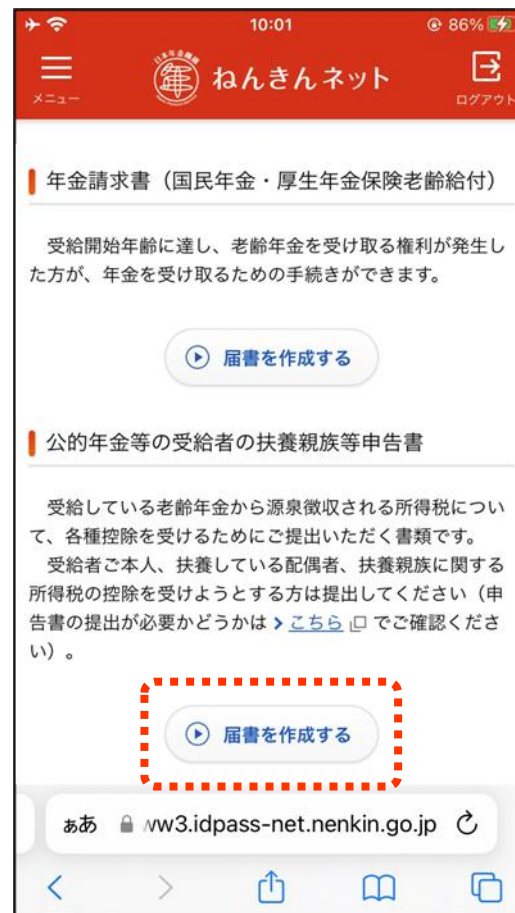 10:01
86%
日本年金機構
年
ねんきんネット
メニュー
ログアウト
年金請求書（国民年金・厚生年金保険老齢給付）
受給開始年齢に達し、老齢年金を受け取る権利が発生し
た方が、年金を受け取るための手続きができます。
届書を作成する
公的年金等の受給者の扶養親族等申告書
受給している老齢年金から源泉徴収される所得税につい
て、各種控除を受けるためにご提出いただく書類です。
受給者ご本人、扶養している配偶者、扶養親族に関する
所得税の控除を受けようとする方は提出してください（申
告書の提出が必要かどうかは > こちら でご確認くださ
い）。
届書を作成する
ぁあ ww3.idpass-net.nenkin.go.jp